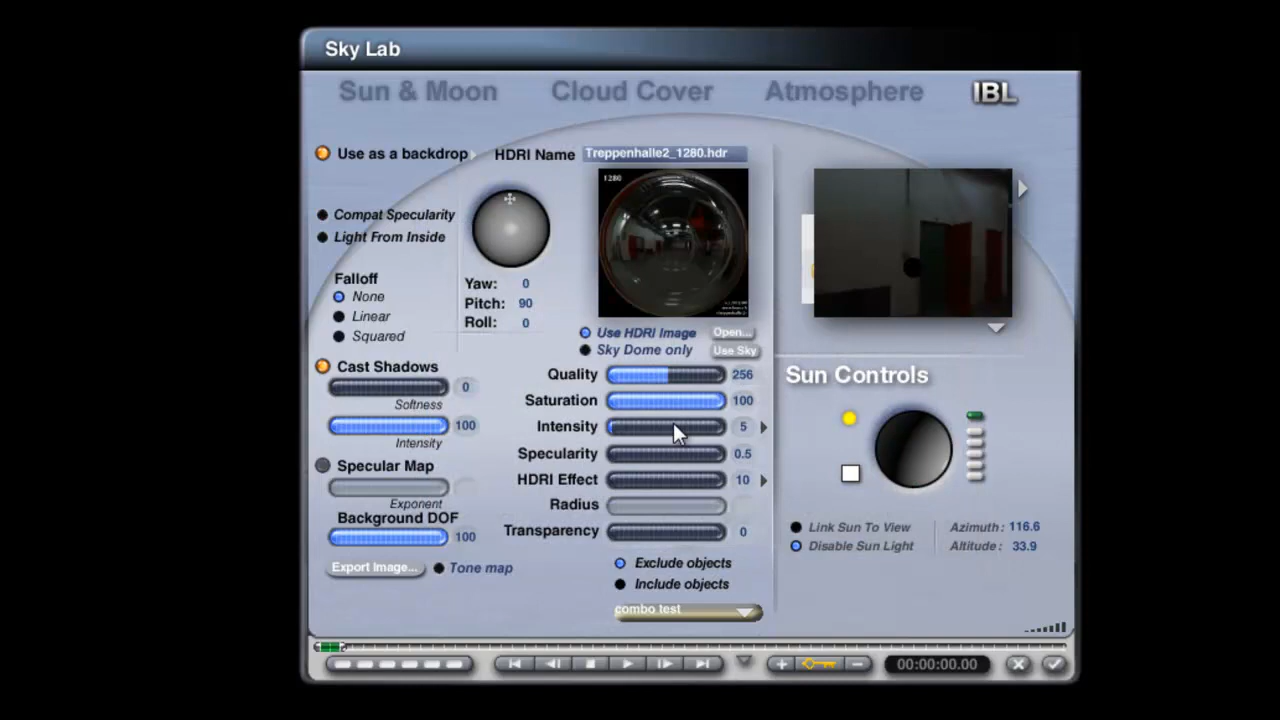 Sky Lab
Sun & Moon
Cloud Cover
Atmosphere
IBL
Use as a backdrop
HDRI Name
Treppenhalle2_1280.hdr
1280
Compat Specularity
Light From Inside
Falloff
None
Linear
Squared
Yaw: 0
Pitch: 90
Roll: 0
Use HDRI Image
Open...
Sky Dome only
Use Sky
Cast Shadows
0
Softness
100
Intensity
Specular Map
Exponent
Background DOF
100
Export Image...
Tone map
Quality 256
Saturation 100
Intensity 5
Specularity 0.5
HDRI Effect 10
Radius
Transparency 0
Exclude objects
Include objects
combo test
Sun Controls
Link Sun To View
Disable Sun Light
Azimuth: 116.6
Altitude: 33.9
00:00:00.00